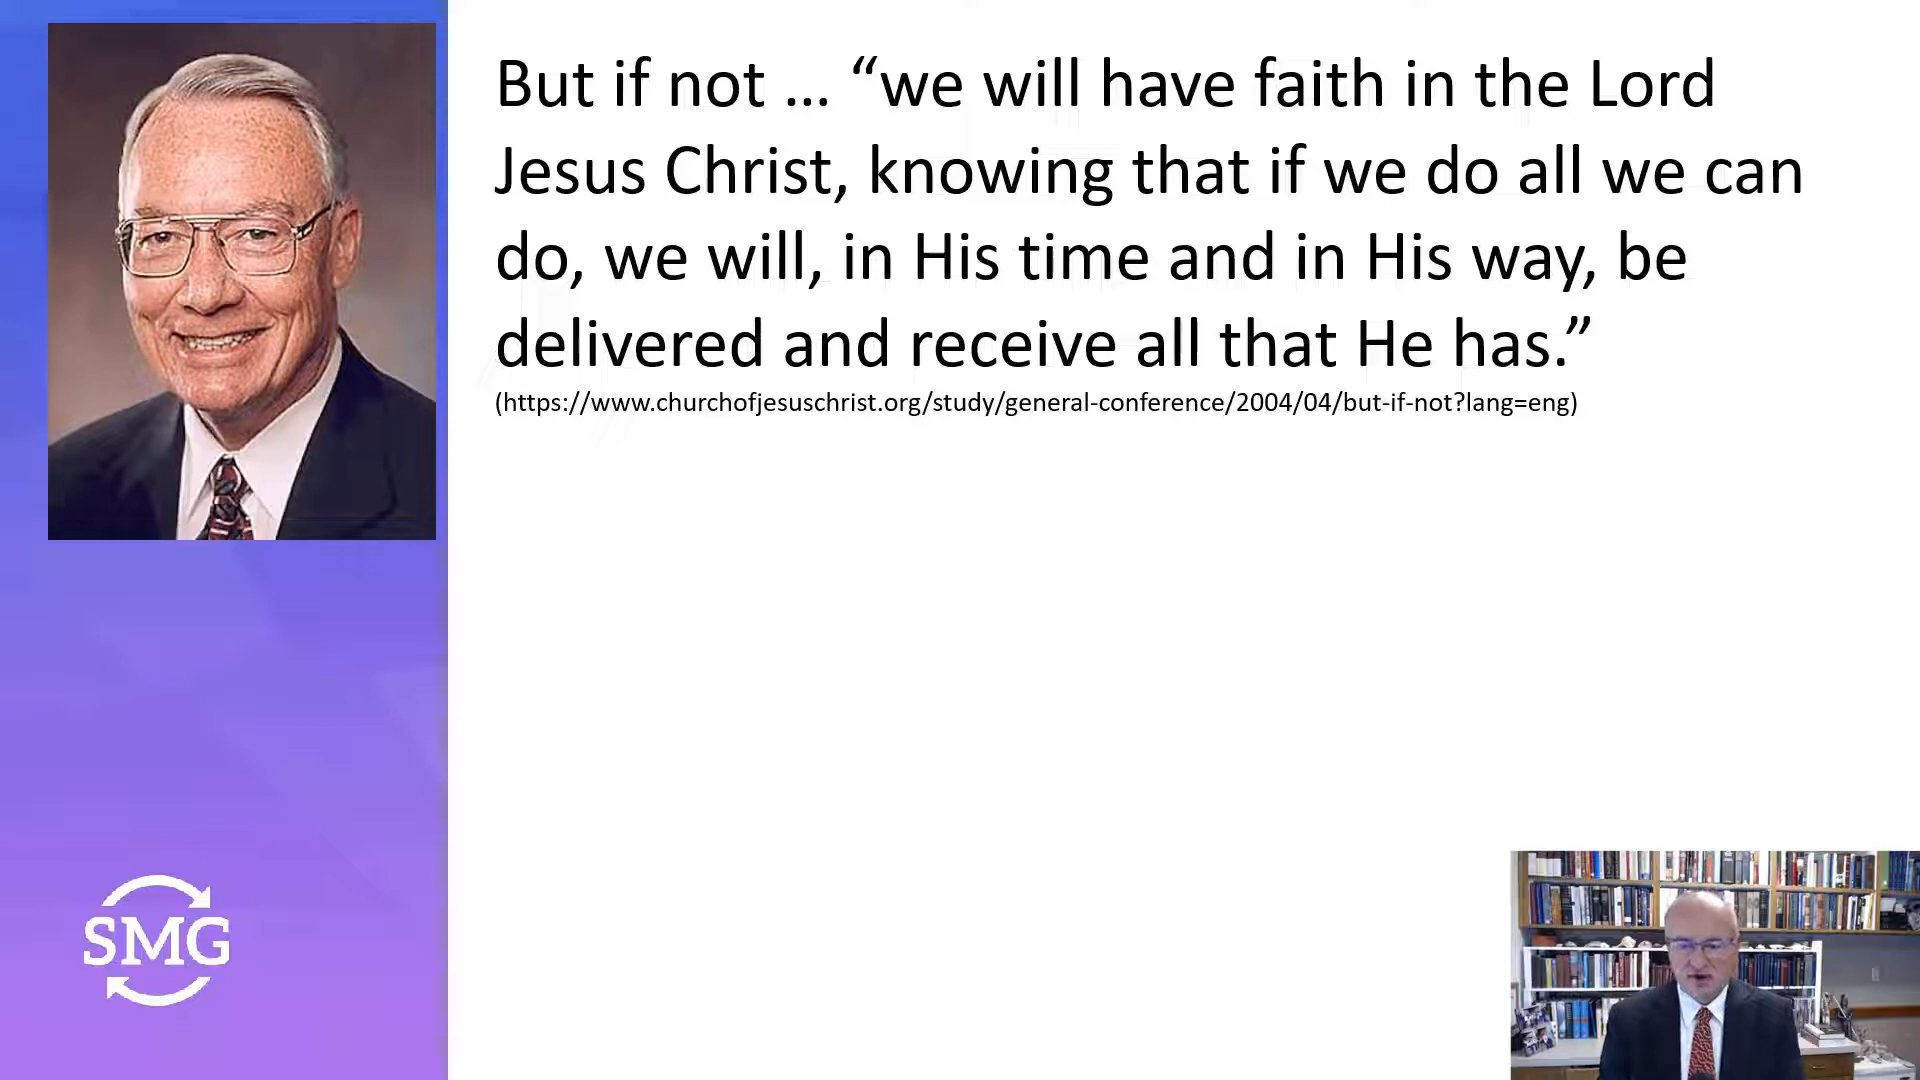 But if not … “we will have faith in the Lord
Jesus Christ, knowing that if we do all we can
do, we will, in His time and in His way, be
delivered and receive all that He has.”
(https://www.churchofjesuschrist.org/study/general-conference/2004/04/but-if-not?lang=eng)
SMG